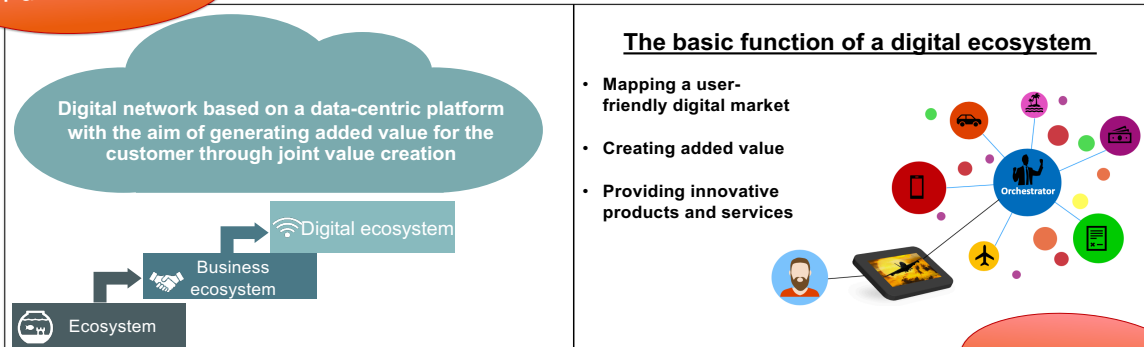 Digital network based on a data-centric platform
with the aim of generating added value for the
customer through joint value creation
Digital ecosystem
Business
ecosystem
Ecosystem
The basic function of a digital ecosystem
• Mapping a user-
friendly digital market
• Creating added value
• Providing innovative
products and services
Orchestrator